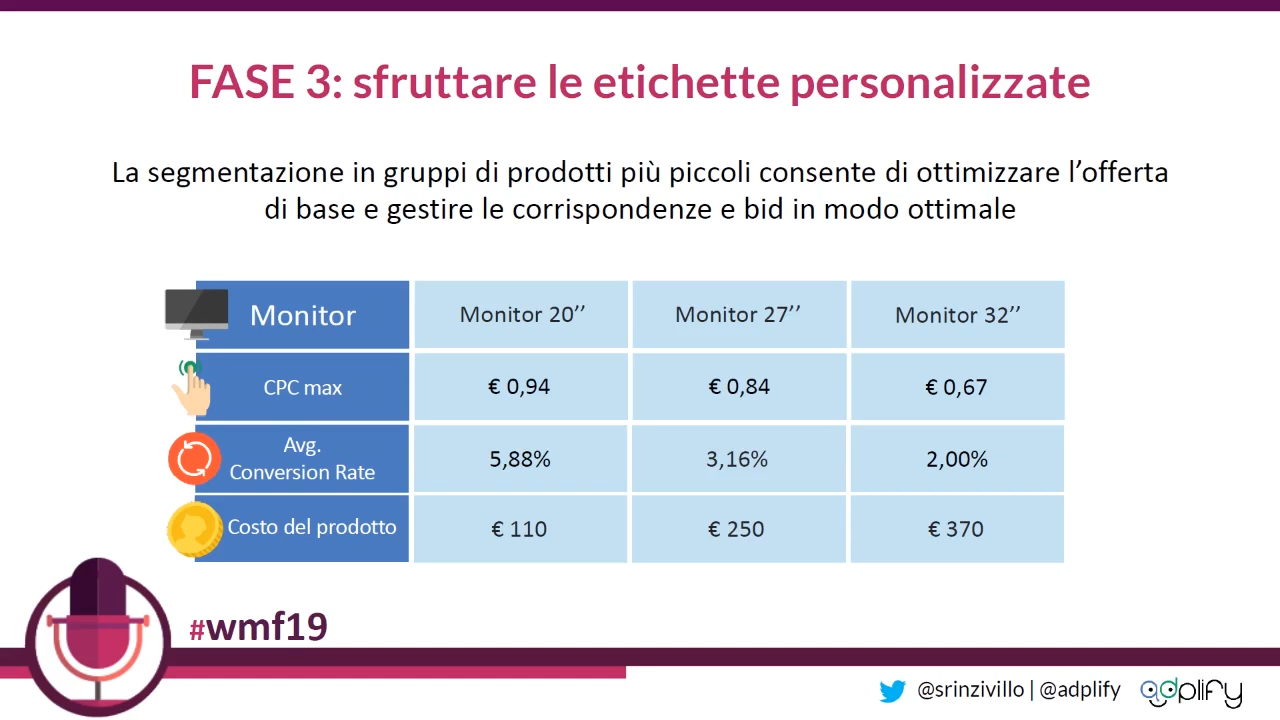 FASE 3: sfruttare le etichette personalizzate
La segmentazione in gruppi di prodotti più piccoli consente di ottimizzare l’offerta
di base e gestire le corrispondenze e bid in modo ottimale
Monitor Monitor 20’’ Monitor 27’’ Monitor 32’’
CPC max € 0,94 € 0,84 € 0,67
Avg.
Conversion Rate 5,88% 3,16% 2,00%
Costo del prodotto € 110 € 250 € 370
#wmf19
@srinzivillo | @adplify adplify